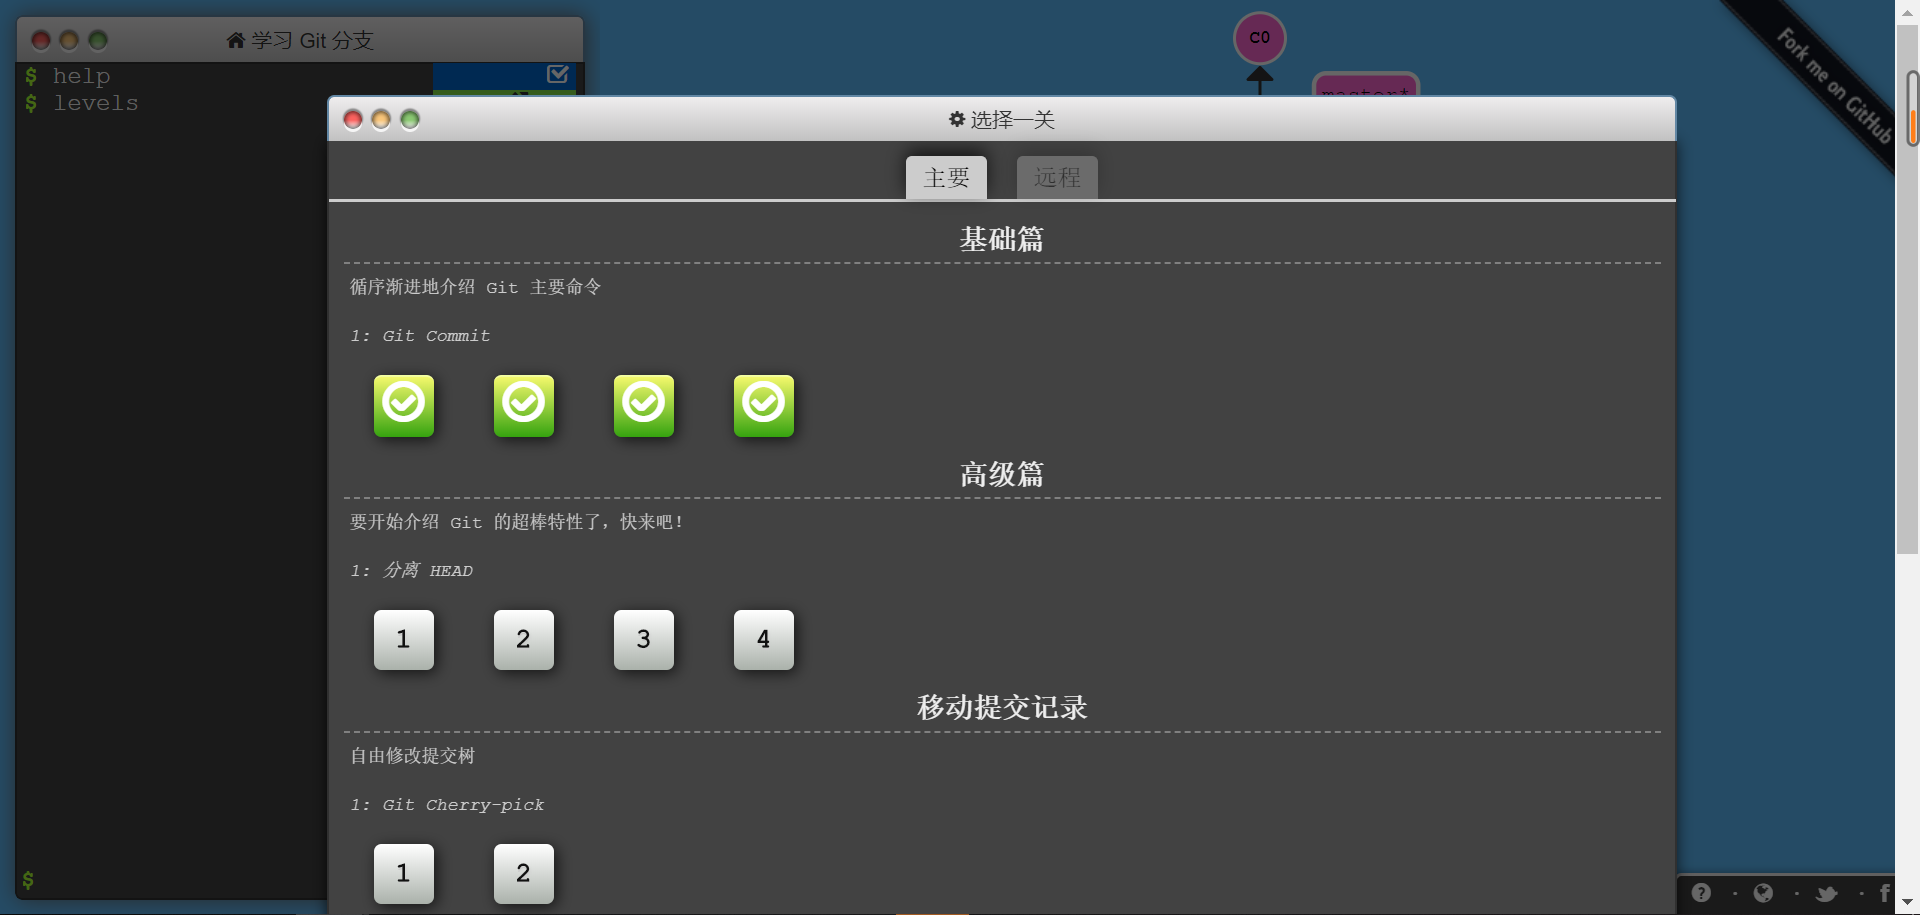 学习 Git 分支
$ help
$ levels
$
C0
master*
Fork me on GitHub
选择一关
主要 远程
基础篇
循序渐进地介绍 Git 主要命令
1: Git Commit
高级篇
要开始介绍 Git 的超棒特性了，快来吧！
1: 分离 HEAD
1 2 3 4
移动提交记录
自由修改提交树
1: Git Cherry-pick
1 2